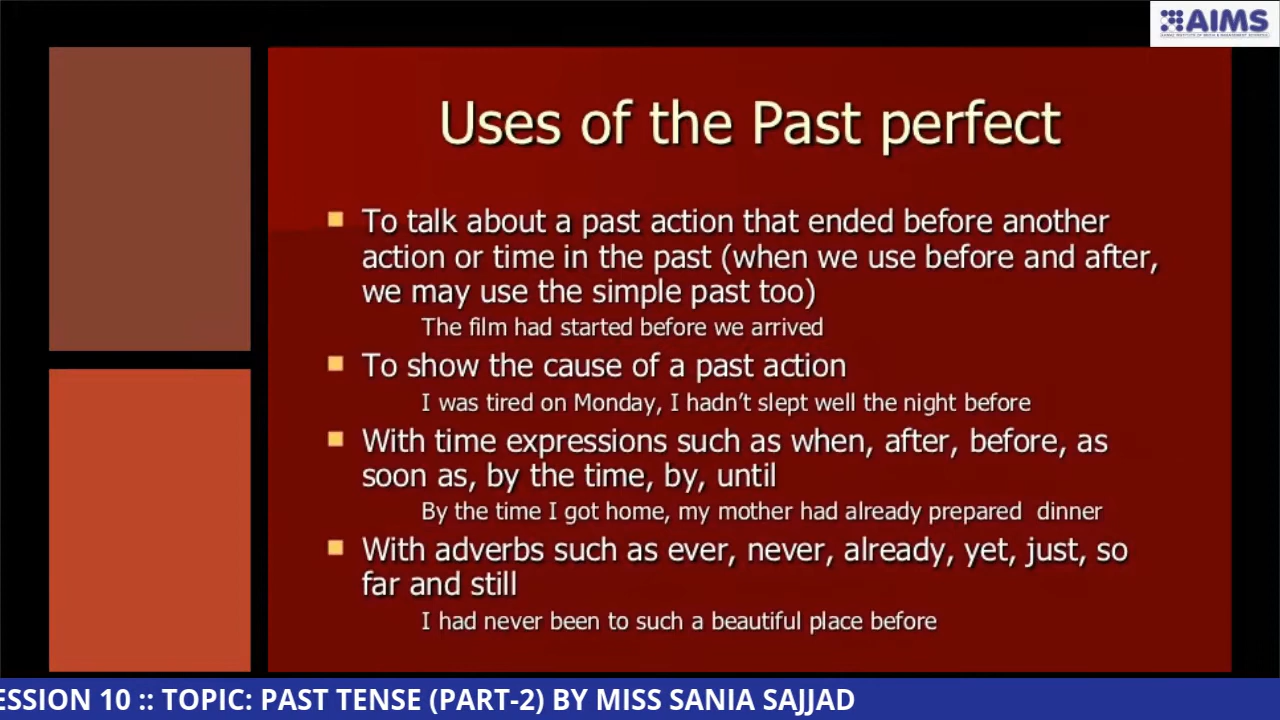 AIMS
Uses of the Past perfect
To talk about a past action that ended before another
action or time in the past (when we use before and after,
we may use the simple past too)
The film had started before we arrived
To show the cause of a past action
I was tired on Monday, I hadn’t slept well the night before
With time expressions such as when, after, before, as
soon as, by the time, by, until
By the time I got home, my mother had already prepared dinner
With adverbs such as ever, never, already, yet, just, so
far and still
I had never been to such a beautiful place before
ESSION 10 :: TOPIC: PAST TENSE (PART-2) BY MISS SANIA SAJJAD